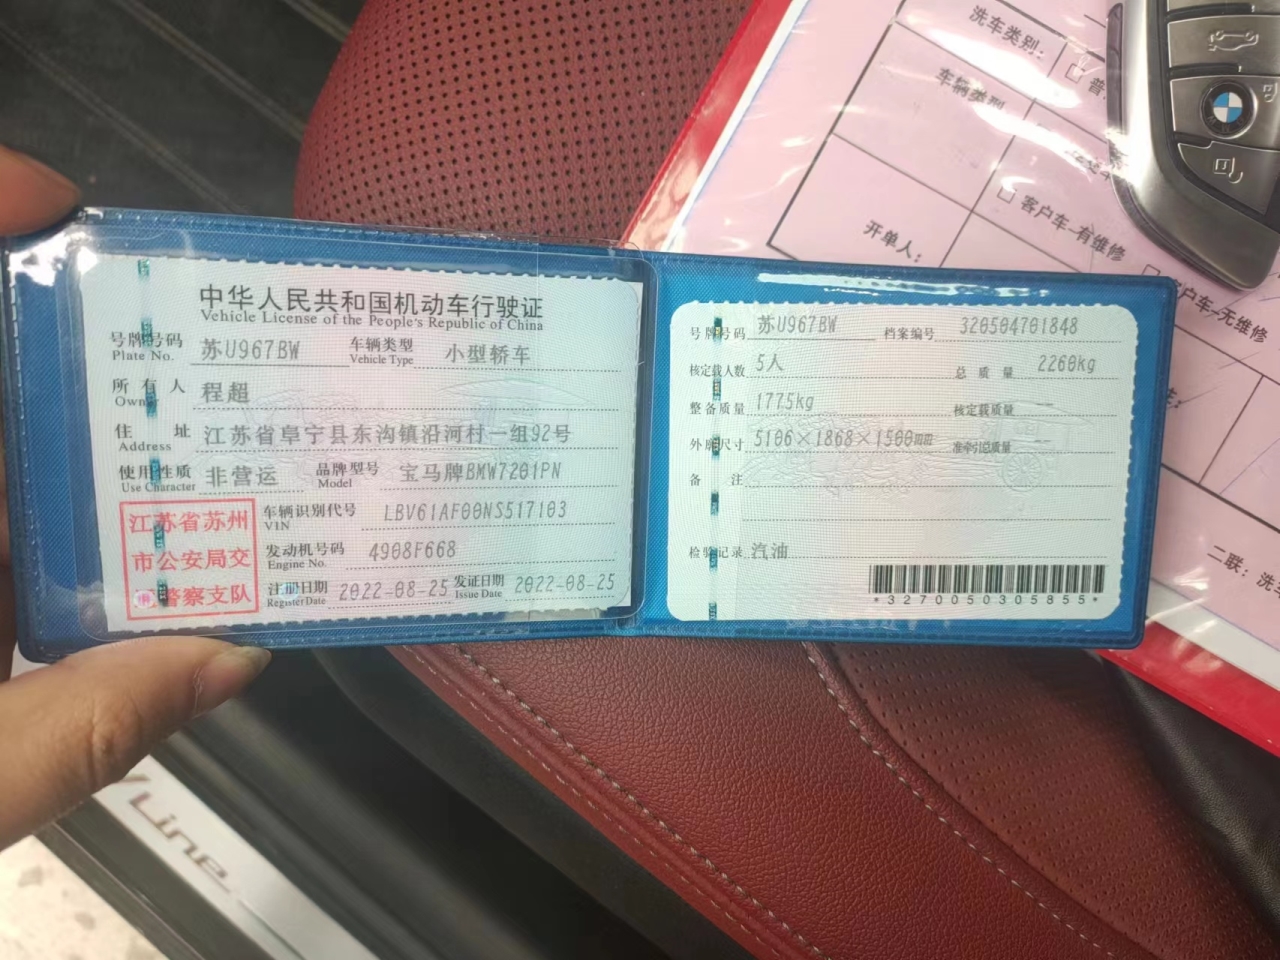 中华人民共和国机动车行驶证
Vehicle License of the People's Republic of China
号牌号码 Plate No. 苏U967BW 车辆类型 Vehicle Type 小型轿车
所有人 Owner 程超
住址 Address 江苏省阜宁县东沟镇沿河村一组92号
使用性质 Use Character 非营运 品牌型号 Model 宝马牌BMW7201PN
江苏省苏州
市公安局交
警察支队
车辆识别代号 VIN LBV61AF00NS517103
发动机号码 Engine No. 4908F668
注册日期 Register Date 2022-08-25 发证日期 Issue Date 2022-08-25
号牌号码 苏U967BW 档案编号 320504701848
核定载人数 5人 总质量 2260kg
整备质量 1775kg 核定载质量 --
外廓尺寸 5106×1868×1500mm 准牵引总质量 --
备注
检验记录 汽油
*3270050305855*
洗车类别:
普
车辆类型
客户车-有维修
开单人:
户车-无维修
二联:洗
Line